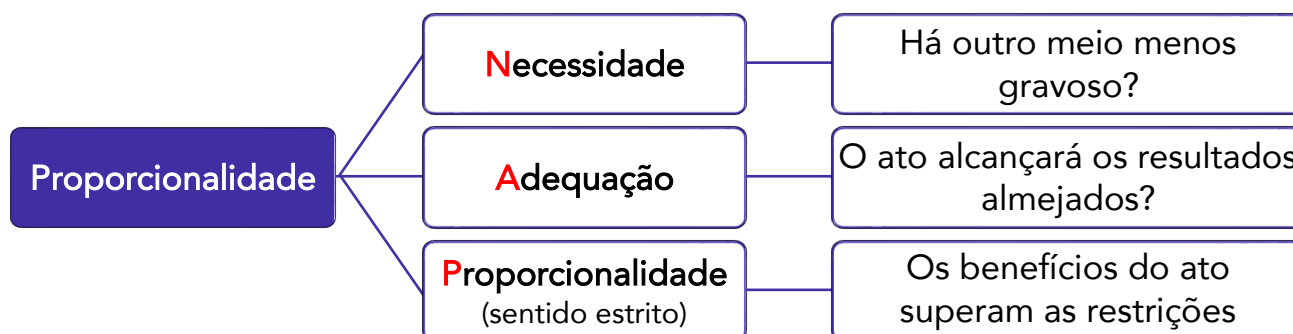 Proporcionalidade
Necessidade
Há outro meio menos
gravoso?
Adequação
O ato alcançará os resultados
almejados?
Proporcionalidade
(sentido estrito)
Os benefícios do ato
superam as restrições